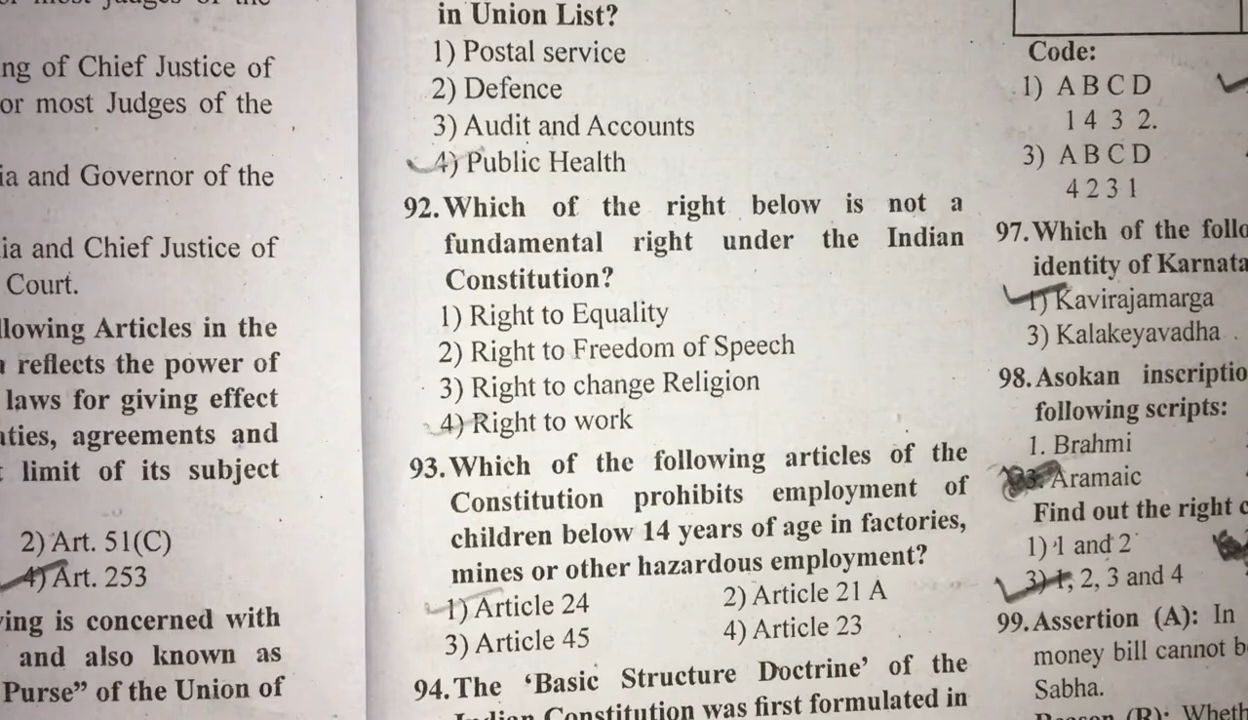 ng of Chief Justice of
or most Judges of the
ia and Governor of the
ia and Chief Justice of
Court.
llowing Articles in the
reflects the power of
laws for giving effect
aties, agreements and
limit of its subject
2) Art. 51(C)
4) Art. 253
ving is concerned with
and also known as
Purse” of the Union of
in Union List?
1) Postal service
2) Defence
3) Audit and Accounts
4) Public Health
92. Which of the right below is not a
fundamental right under the Indian
Constitution?
1) Right to Equality
2) Right to Freedom of Speech
3) Right to change Religion
4) Right to work
93. Which of the following articles of the
Constitution prohibits employment of
children below 14 years of age in factories,
mines or other hazardous employment?
1) Article 24 2) Article 21 A
3) Article 45 4) Article 23
94. The ‘Basic Structure Doctrine’ of the
Indian Constitution was first formulated in
Code:
1) A B C D
1 4 3 2.
3) A B C D
4 2 3 1
97. Which of the follo
identity of Karnata
1) Kavirajamarga
3) Kalakeyavadha
98. Asokan inscriptio
following scripts:
1. Brahmi
3. Aramaic
Find out the right c
1) 1 and 2
3) 1, 2, 3 and 4
99. Assertion (A): In
money bill cannot b
Sabha.
Reason (R): Wheth